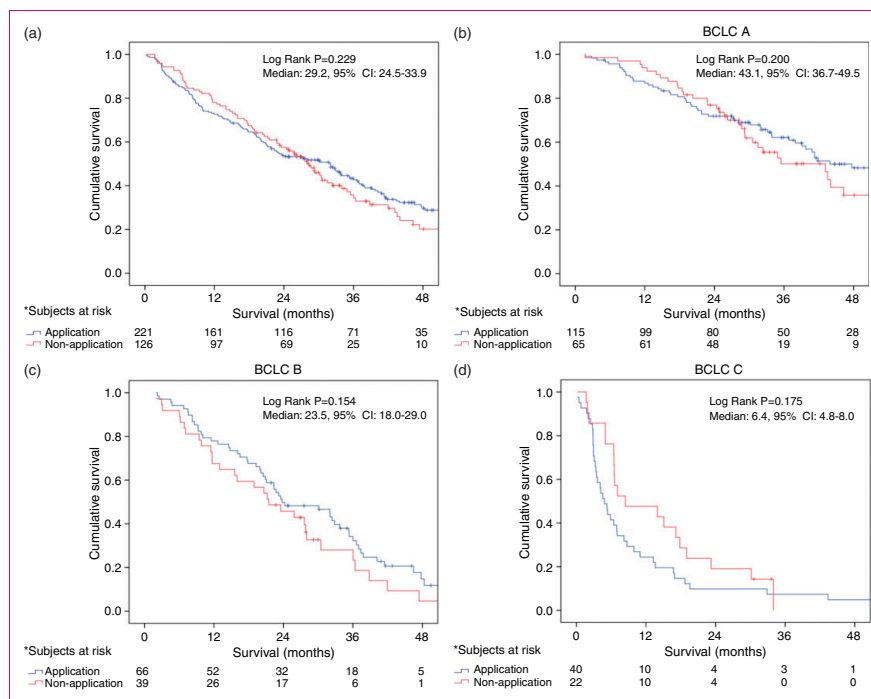 (a)
Log Rank P=0.229
Median: 29.2, 95% CI: 24.5-33.9
1.0
0.8
0.6
0.4
0.2
0.0
Cumulative survival
0 12 24 36 48
Survival (months)
*Subjects at risk
Application 221 161 116 71 35
Non-application 126 97 69 25 10
(b)
BCLC A
Log Rank P=0.200
Median: 43.1, 95% CI: 36.7-49.5
1.0
0.8
0.6
0.4
0.2
0.0
Cumulative survival
0 12 24 36 48
Survival (months)
*Subjects at risk
Application 115 99 80 50 28
Non-application 65 61 48 19 9
(c)
BCLC B
Log Rank P=0.154
Median: 23.5, 95% CI: 18.0-29.0
1.0
0.8
0.6
0.4
0.2
0.0
Cumulative survival
0 12 24 36 48
Survival (months)
*Subjects at risk
Application 66 52 32 18 5
Non-application 39 26 17 6 1
(d)
BCLC C
Log Rank P=0.175
Median: 6.4, 95% CI: 4.8-8.0
1.0
0.8
0.6
0.4
0.2
0.0
Cumulative survival
0 12 24 36 48
Survival (months)
*Subjects at risk
Application 40 10 4 3 1
Non-application 22 10 4 0 0